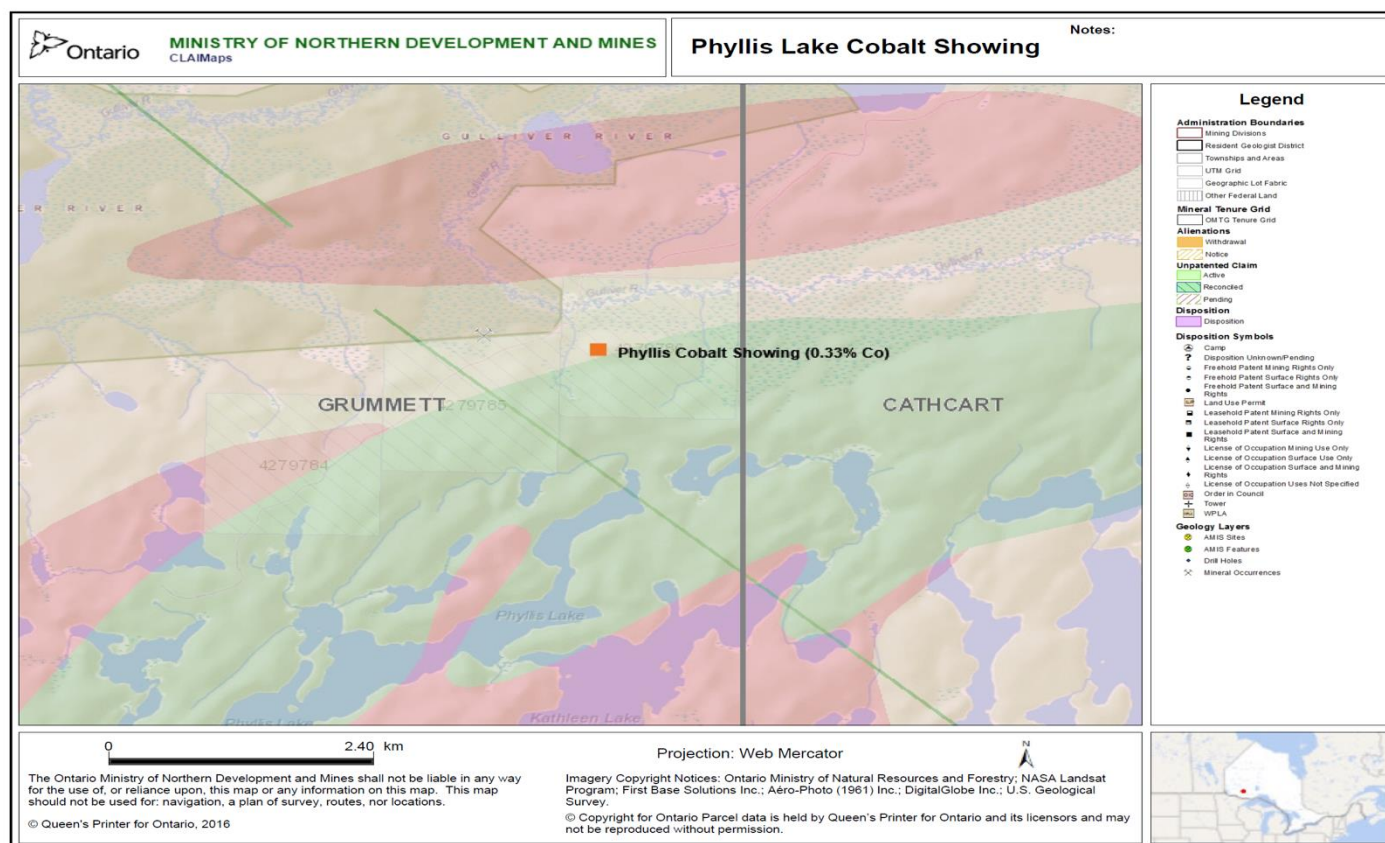 Ontario
MINISTRY OF NORTHERN DEVELOPMENT AND MINES
CLAIMaps
Phyllis Lake Cobalt Showing
Notes:
GULLIVER RIVER
ER RIVER
Gulliver R
Phyllis Cobalt Showing (0.33% Co)
GRUMMETT
4279785
CATHCART
4279784
Phyllis Lake
Phyllis Lake
Kathleen Lake
Legend
Administration Boundaries
Mining Divisions
Resident Geologist District
Townships and Areas
UTM Grid
Geographic Lot Fabric
Other Federal Land
Mineral Tenure Grid
OMTG Tenure Grid
Alienations
Withdrawal
Notice
Unpatented Claim
Active
Reconciled
Pending
Disposition
Disposition
Disposition Symbols
Camp
? Disposition Unknown/Pending
Freehold Patent Mining Rights Only
Freehold Patent Surface Rights Only
Freehold Patent Surface and Mining
Rights
Land Use Permit
Leasehold Patent Mining Rights Only
Leasehold Patent Surface Rights Only
Leasehold Patent Surface and Mining
Rights
License of Occupation Mining Use Only
License of Occupation Surface Use Only
License of Occupation Surface and Mining
Rights
License of Occupation Uses Not Specified
Order in Council
Tower
WPLA
Geology Layers
AMIS Sites
AMIS Features
Drill Holes
Mineral Occurrences
0 2.40 km
The Ontario Ministry of Northern Development and Mines shall not be liable in any way
for the use of, or reliance upon, this map or any information on this map. This map
should not be used for: navigation, a plan of survey, routes, nor locations.
© Queen's Printer for Ontario, 2016
Projection: Web Mercator
N
Imagery Copyright Notices: Ontario Ministry of Natural Resources and Forestry; NASA Landsat
Program; First Base Solutions Inc.; Aéro-Photo (1961) Inc.; DigitalGlobe Inc.; U.S. Geological
Survey.
© Copyright for Ontario Parcel data is held by Queen's Printer for Ontario and its licensors and may
not be reproduced without permission.